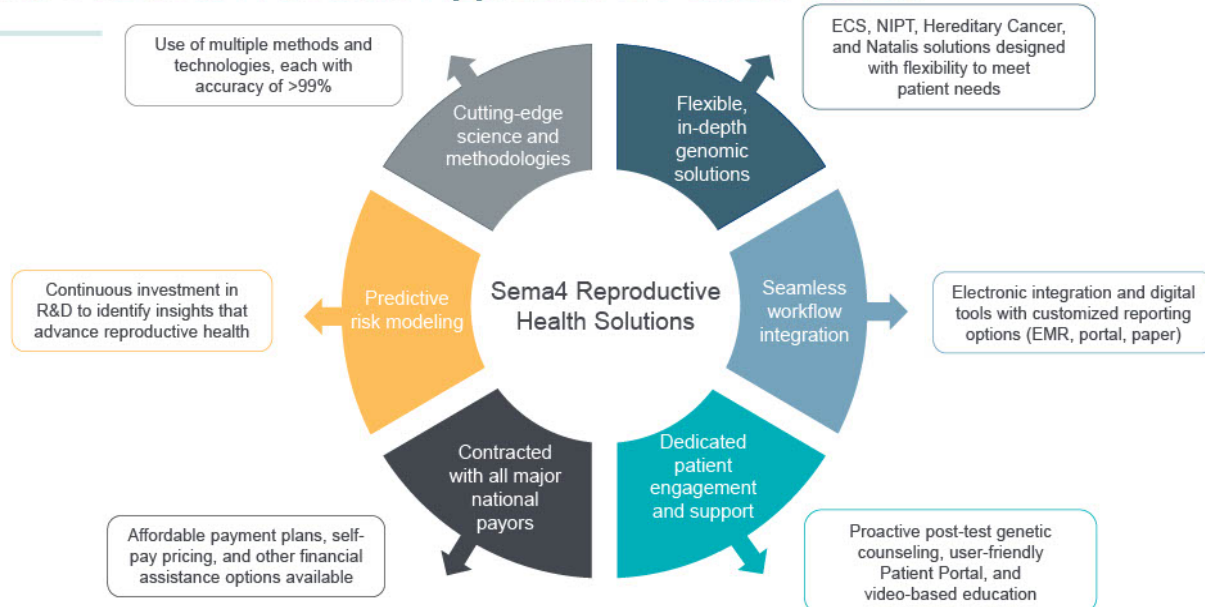 Use of multiple methods and
technologies, each with
accuracy of >99%
ECS, NIPT, Hereditary Cancer,
and Natalis solutions designed
with flexibility to meet
patient needs
Cutting-edge
science and
methodologies
Flexible,
in-depth
genomic
solutions
Continuous investment in
R&D to identify insights that
advance reproductive health
Predictive
risk modeling
Sema4 Reproductive
Health Solutions
Seamless
workflow
integration
Electronic integration and digital
tools with customized reporting
options (EMR, portal, paper)
Contracted
with all major
national
payors
Dedicated
patient
engagement
and support
Affordable payment plans, self-
pay pricing, and other financial
assistance options available
Proactive post-test genetic
counseling, user-friendly
Patient Portal, and
video-based education